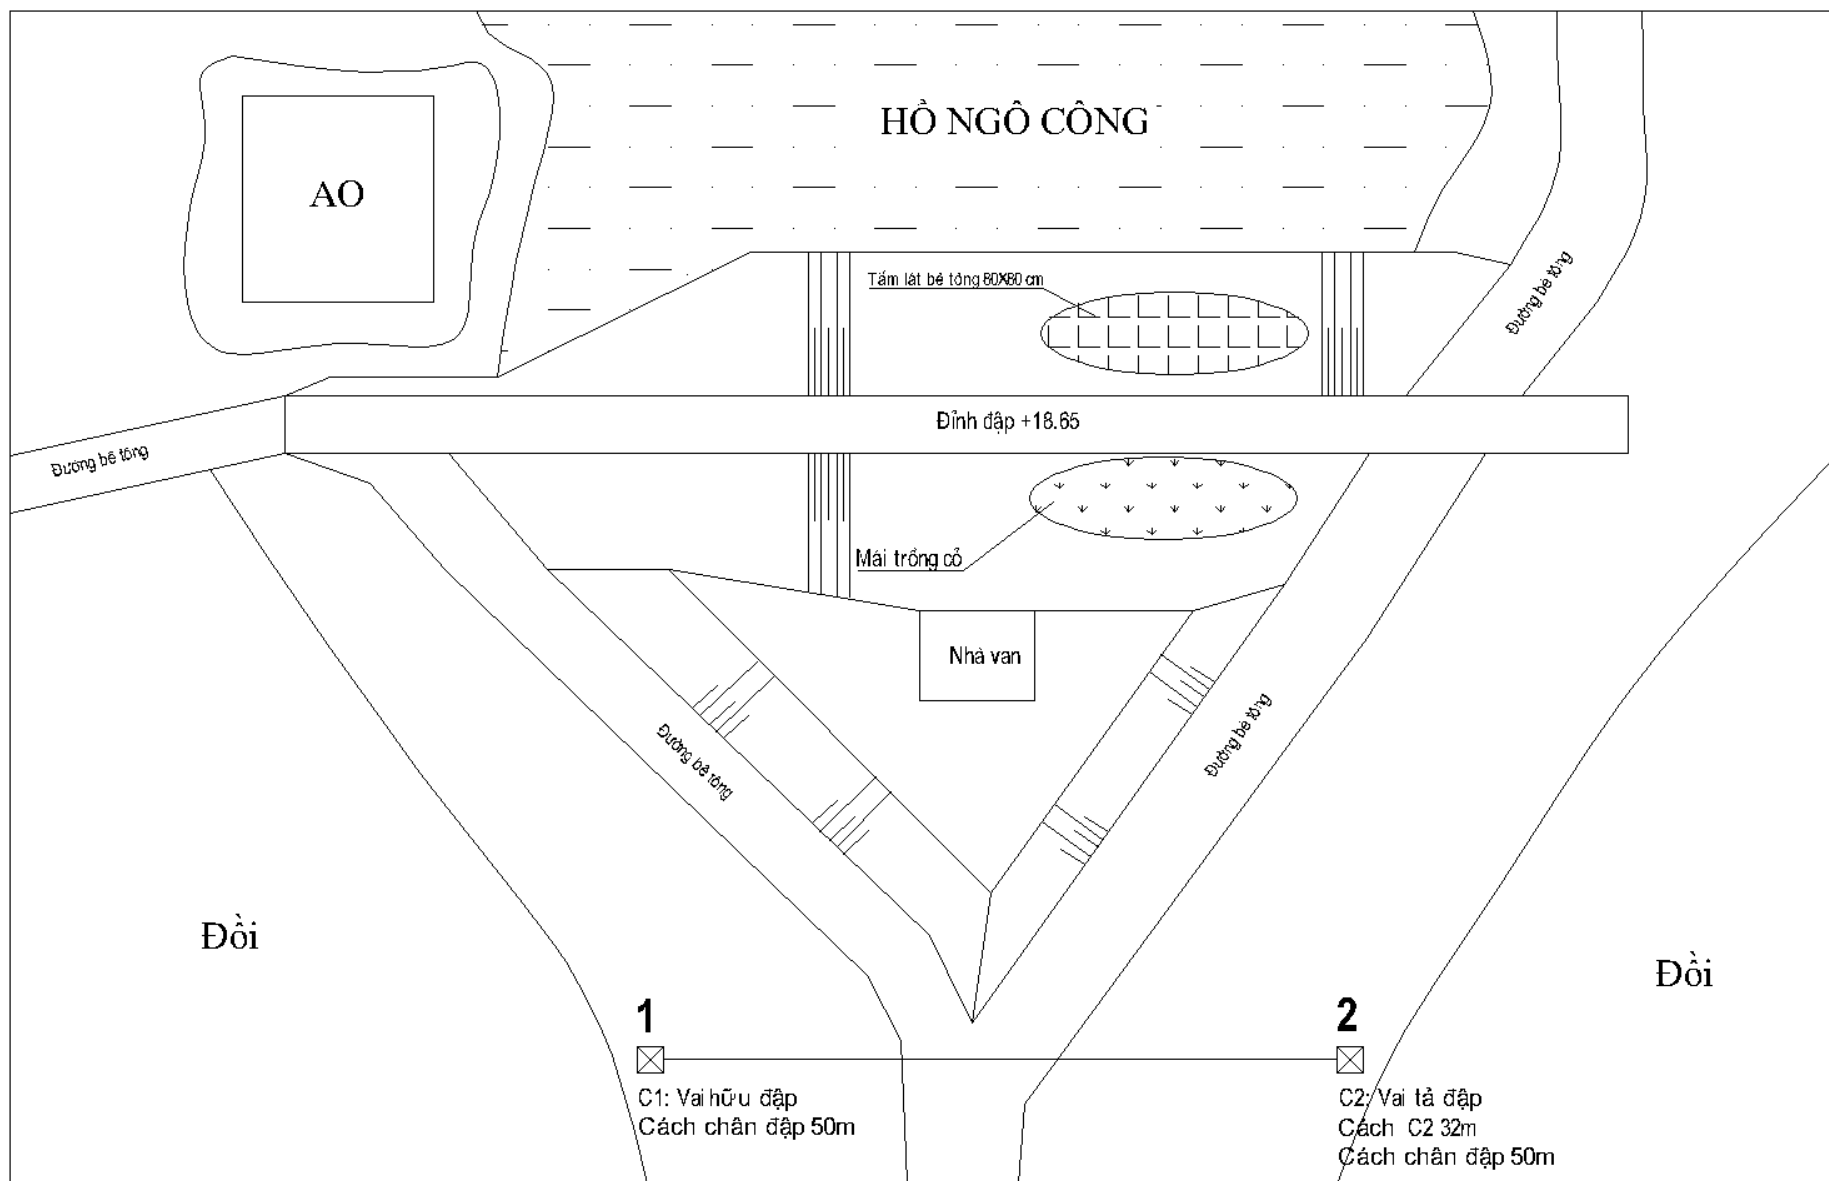 HỒ NGÔ CÔNG
AO
Tấm lát bê tông 80X80 cm
Đường bê tông
Đỉnh đập +18.65
Đường bê tông
Mái trồng cỏ
Nhà van
Đường bê tông
Đường bê tông
Đồi
Đồi
1
2
C1: Vai hữu đập
Cách chân đập 50m
C2: Vai tả đập
Cách C2 32m
Cách chân đập 50m